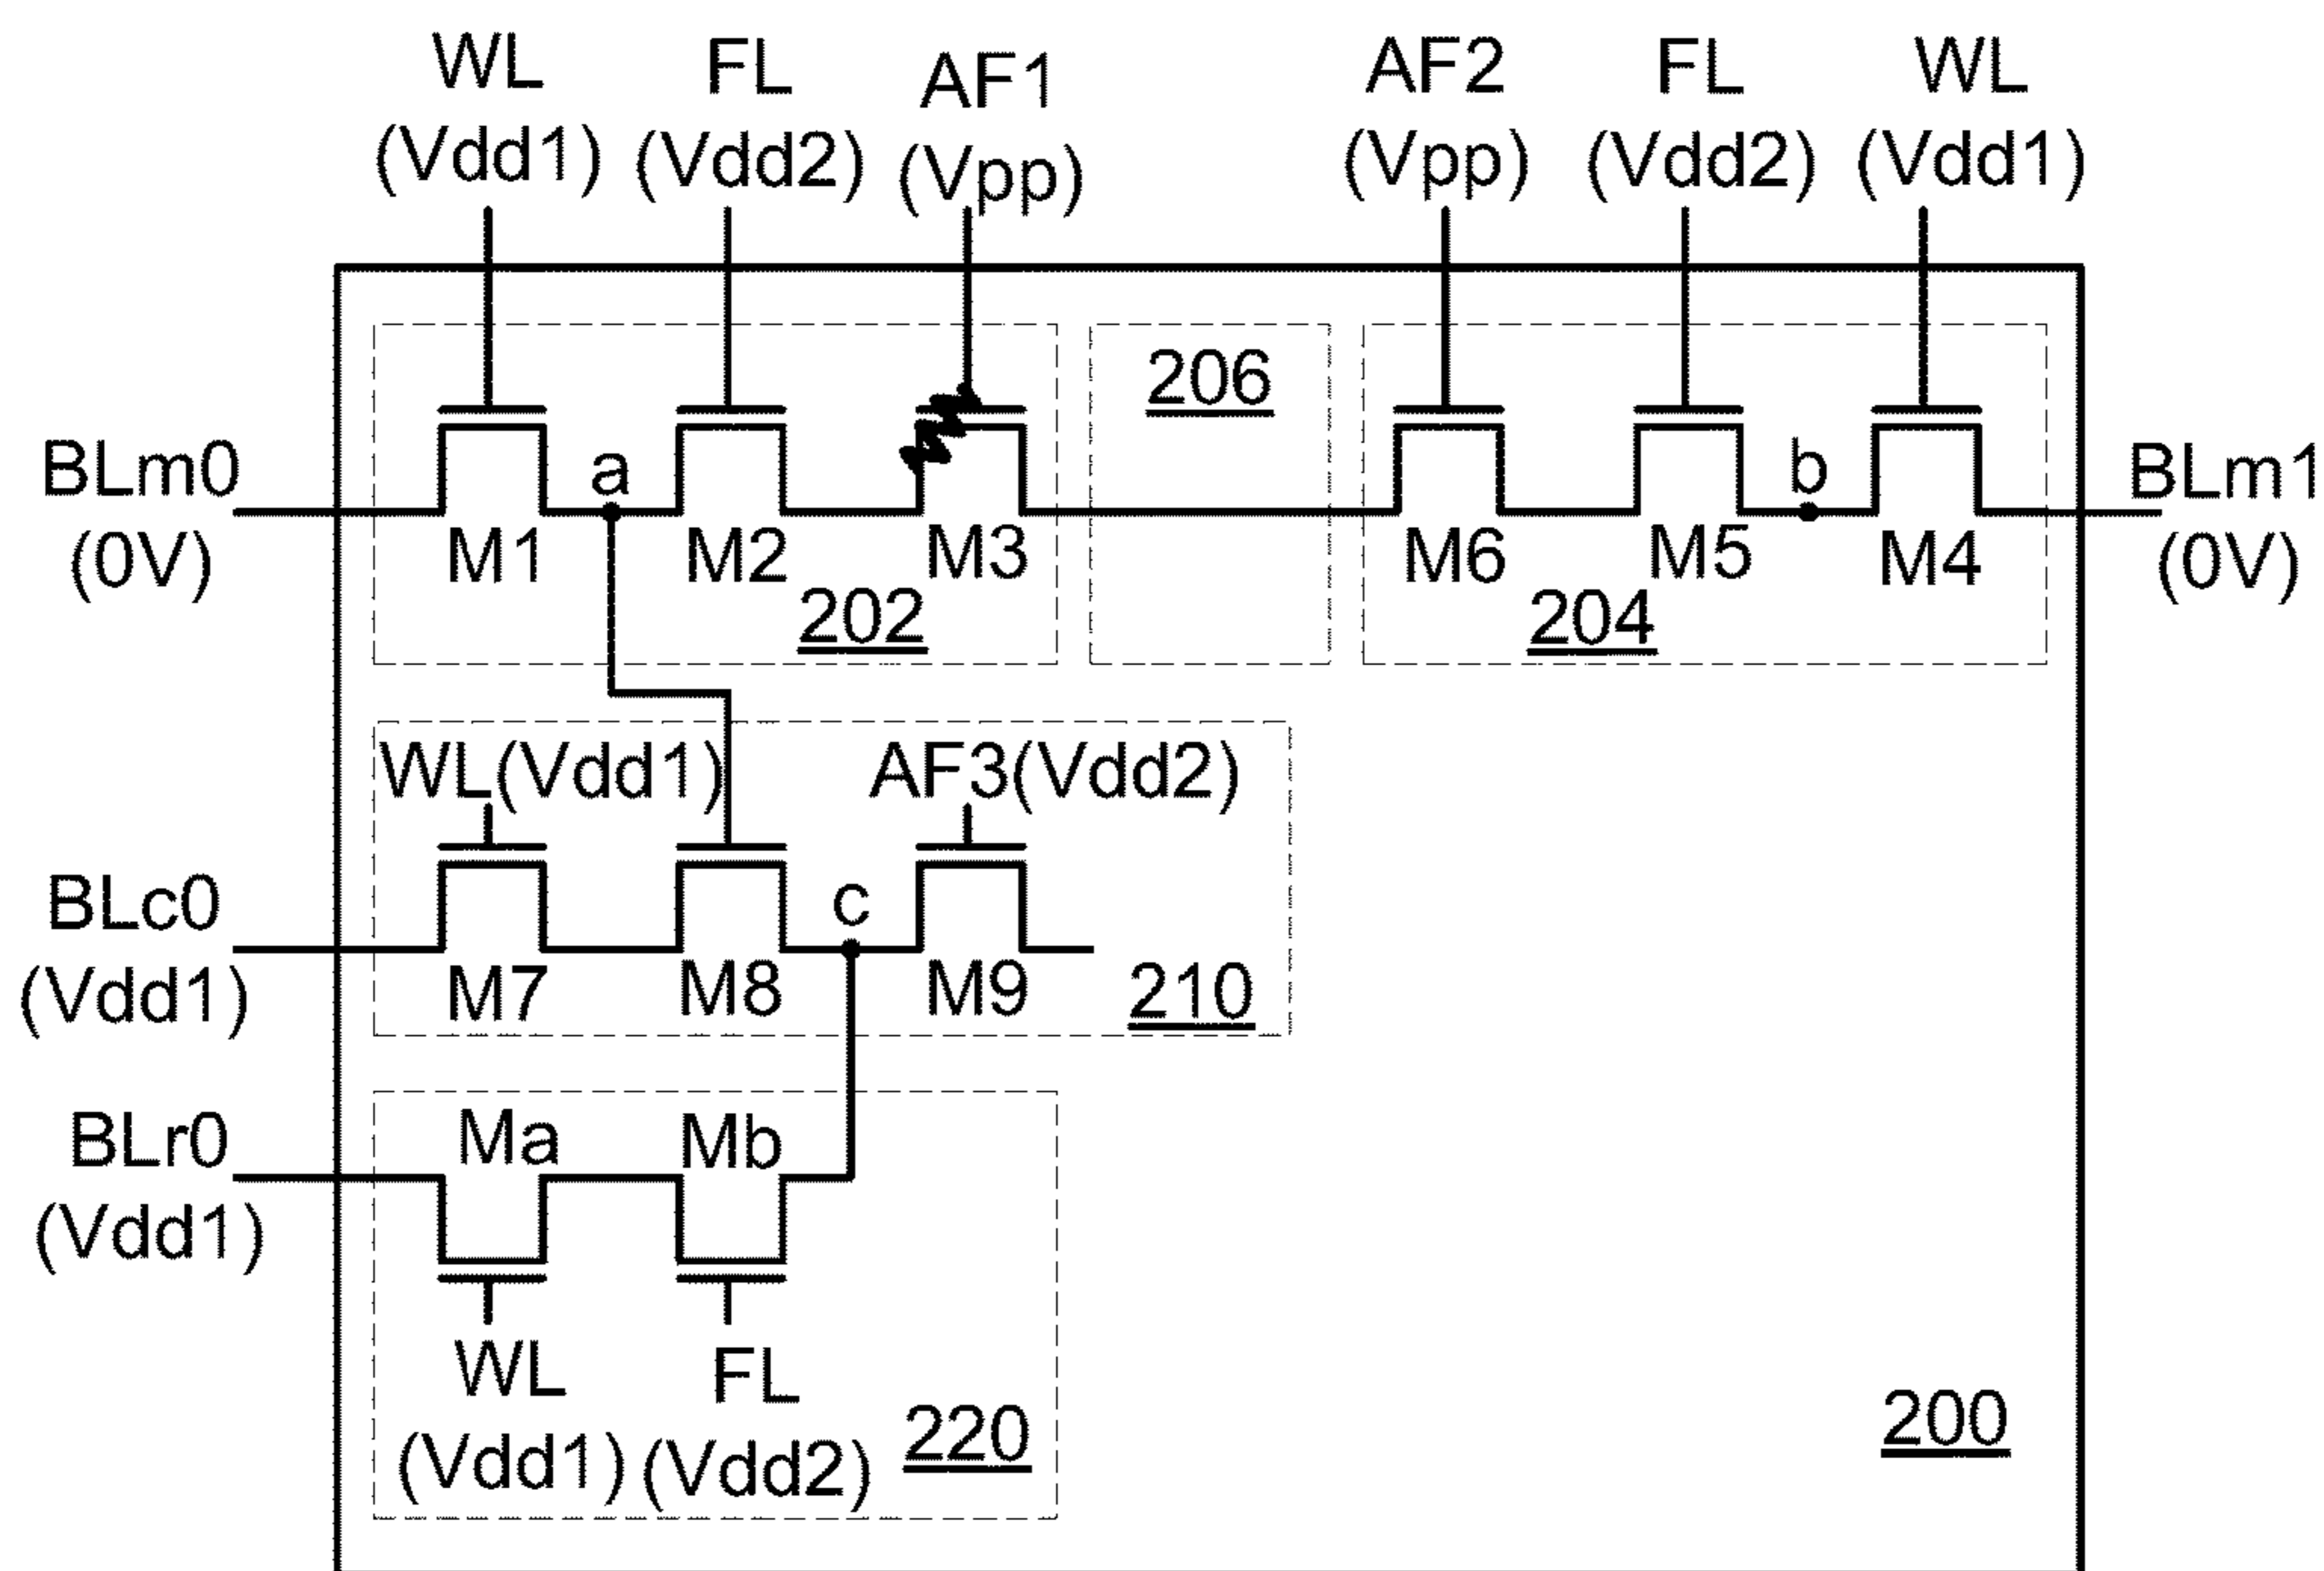 WL FL AF1 AF2 FL WL
(Vdd1) (Vdd2) (Vpp) (Vpp) (Vdd2) (Vdd1)
206
BLm0 a b BLm1
(0V) M1 M2 M3 M6 M5 M4 (0V)
202 204
WL(Vdd1) AF3(Vdd2)
BLc0 c
(Vdd1) M7 M8 M9 210
BLr0 Ma Mb
(Vdd1)
WL FL
(Vdd1) (Vdd2) 220 200